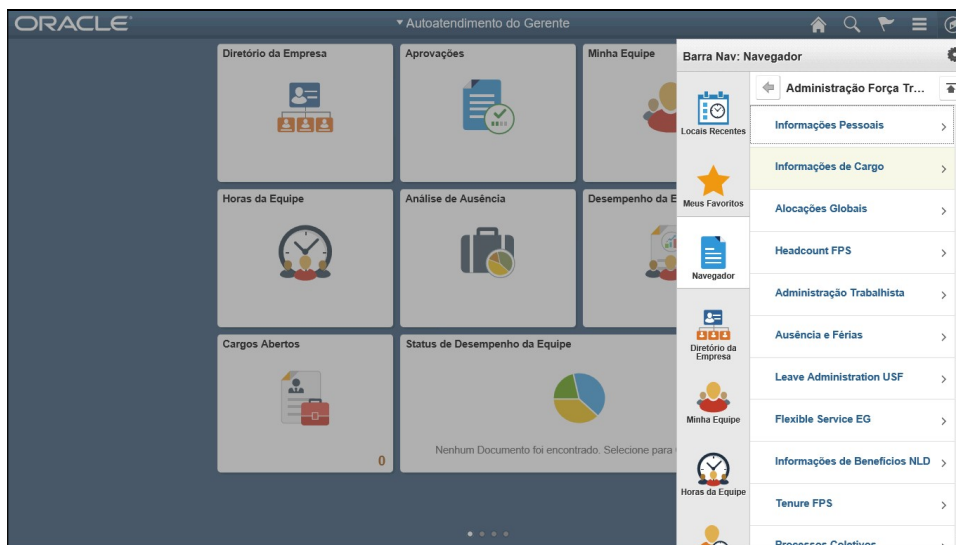 ORACLE
Autoatendimento do Gerente
Diretório da Empresa
Aprovações
Minha Equipe
Horas da Equipe
Análise de Ausência
Desempenho da E
Cargos Abertos
0
Status de Desempenho da Equipe
Nenhum Documento foi encontrado. Selecione para
Barra Nav: Navegador
Locais Recentes
Meus Favoritos
Navegador
Diretório da
Empresa
Minha Equipe
Horas da Equipe
Administração Força Tr...
Informações Pessoais
Informações de Cargo
Alocações Globais
Headcount FPS
Administração Trabalhista
Ausência e Férias
Leave Administration USF
Flexible Service EG
Informações de Benefícios NLD
Tenure FPS
Processos Coletivos